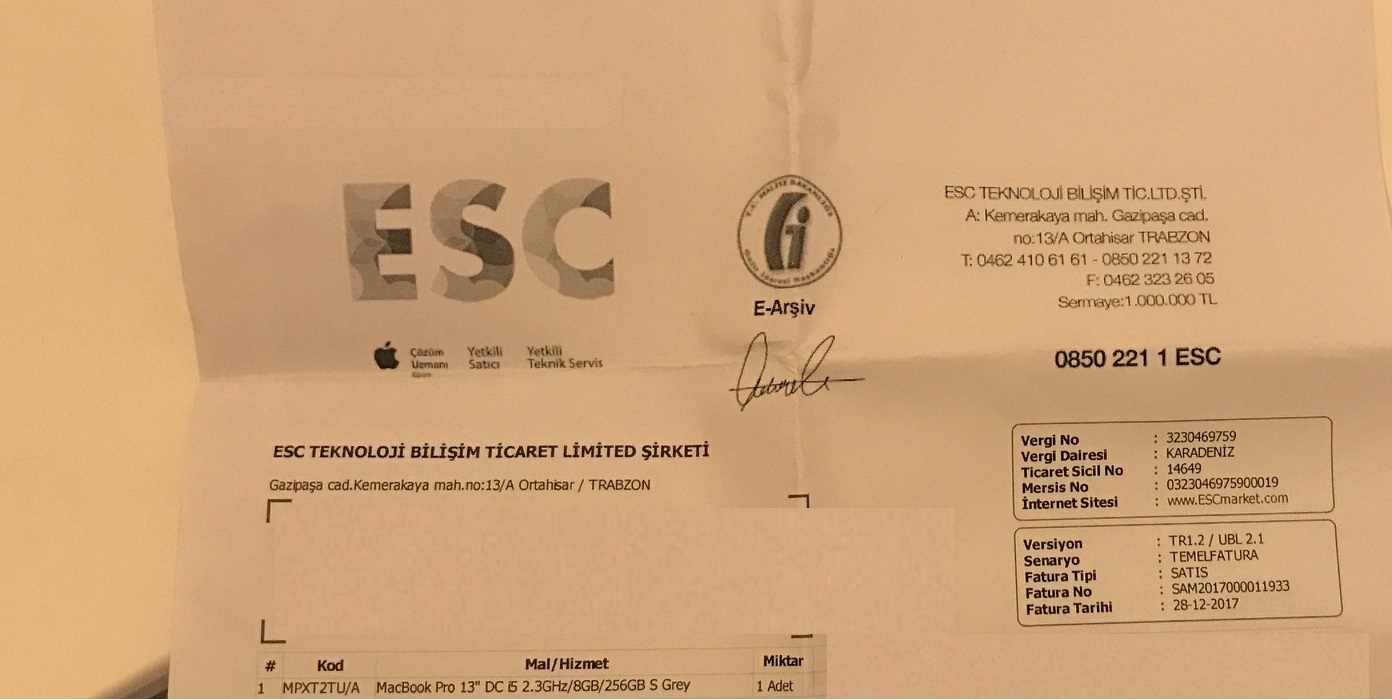 ESC
Çözüm Uzmanı
Yetkili Satıcı
Yetkili Teknik Servis
T.C. MALİYE BAKANLIĞI
Gelir İdaresi Başkanlığı
E-Arşiv
ESC TEKNOLOJİ BİLİŞİM TİC.LTD.ŞTİ.
A: Kemerakaya mah. Gazipaşa cad.
no:13/A Ortahisar TRABZON
T: 0462 410 61 61 - 0850 221 13 72
F: 0462 323 26 05
Sermaye:1.000.000 TL
0850 221 1 ESC
ESC TEKNOLOJİ BİLİŞİM TİCARET LİMİTED ŞİRKETİ
Gazipaşa cad.Kemerakaya mah.no:13/A Ortahisar / TRABZON
Vergi No : 3230469759
Vergi Dairesi : KARADENİZ
Ticaret Sicil No : 14649
Mersis No : 0323046975900019
İnternet Sitesi : www.ESCmarket.com
Versiyon : TR1.2 / UBL 2.1
Senaryo : TEMELFATURA
Fatura Tipi : SATIS
Fatura No : SAM2017000011933
Fatura Tarihi : 28-12-2017
# Kod Mal/Hizmet Miktar
1 MPXT2TU/A MacBook Pro 13" DC i5 2.3GHz/8GB/256GB S Grey 1 Adet